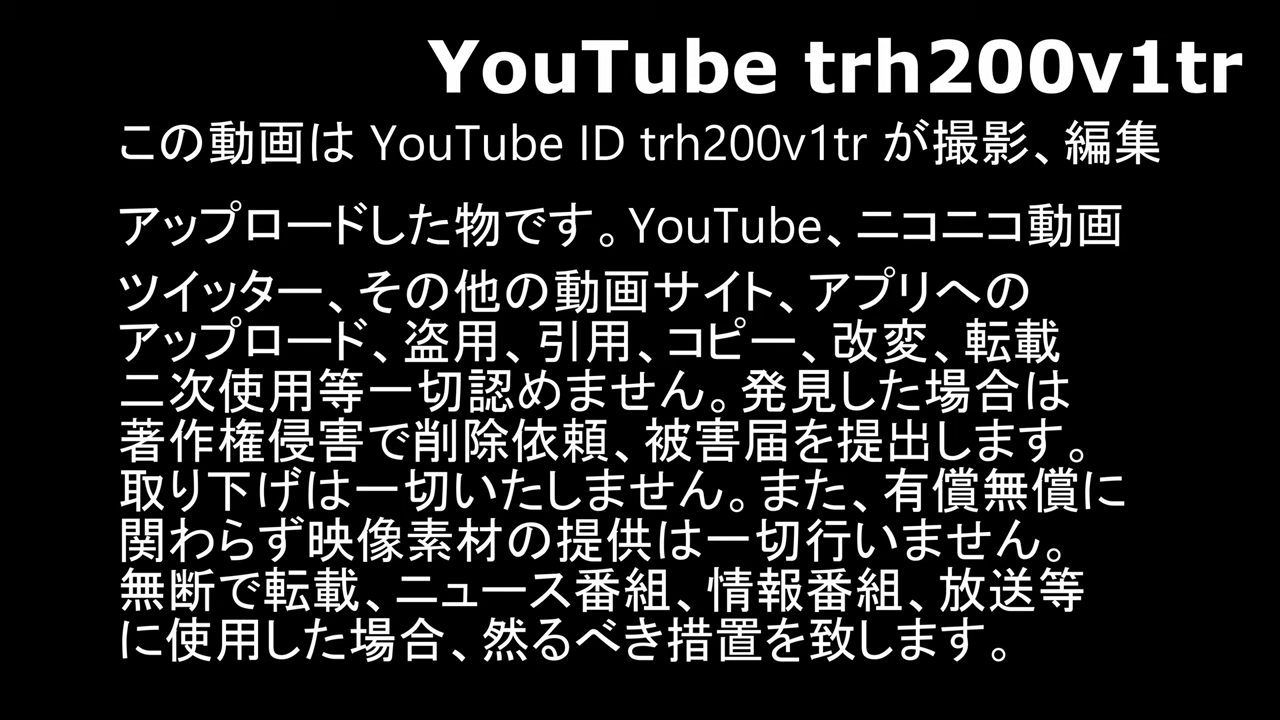 YouTube trh200v1tr
この動画は YouTube ID trh200v1tr が撮影、編集
アップロードした物です。YouTube、ニコニコ動画
ツイッター、その他の動画サイト、アプリへの
アップロード、盗用、引用、コピー、改変、転載
二次使用等一切認めません。発見した場合は
著作権侵害で削除依頼、被害届を提出します。
取り下げは一切いたしません。また、有償無償に
関わらず映像素材の提供は一切行いません。
無断で転載、ニュース番組、情報番組、放送等
に使用した場合、然るべき措置を致します。